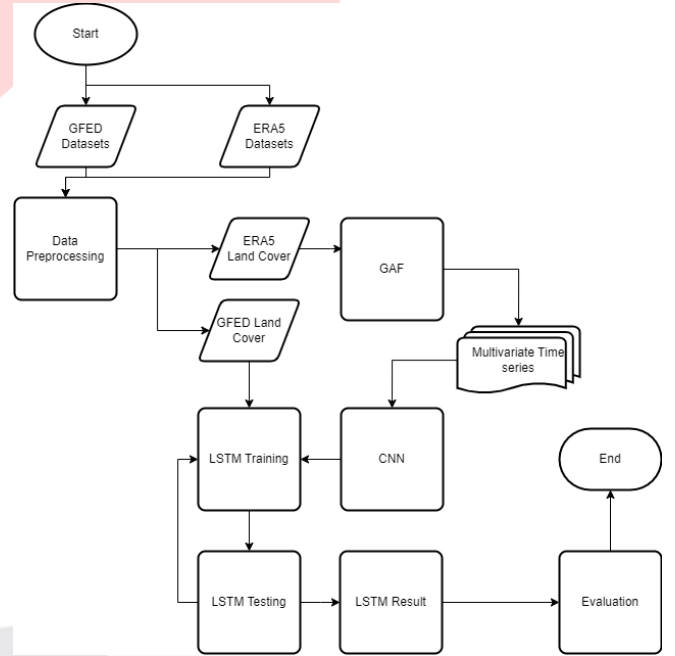 Start
GFED
Datasets
ERA5
Datasets
Data
Preprocessing
ERA5
Land Cover
GAF
GFED Land
Cover
Multivariate Time
series
LSTM Training
CNN
End
LSTM Testing
LSTM Result
Evaluation